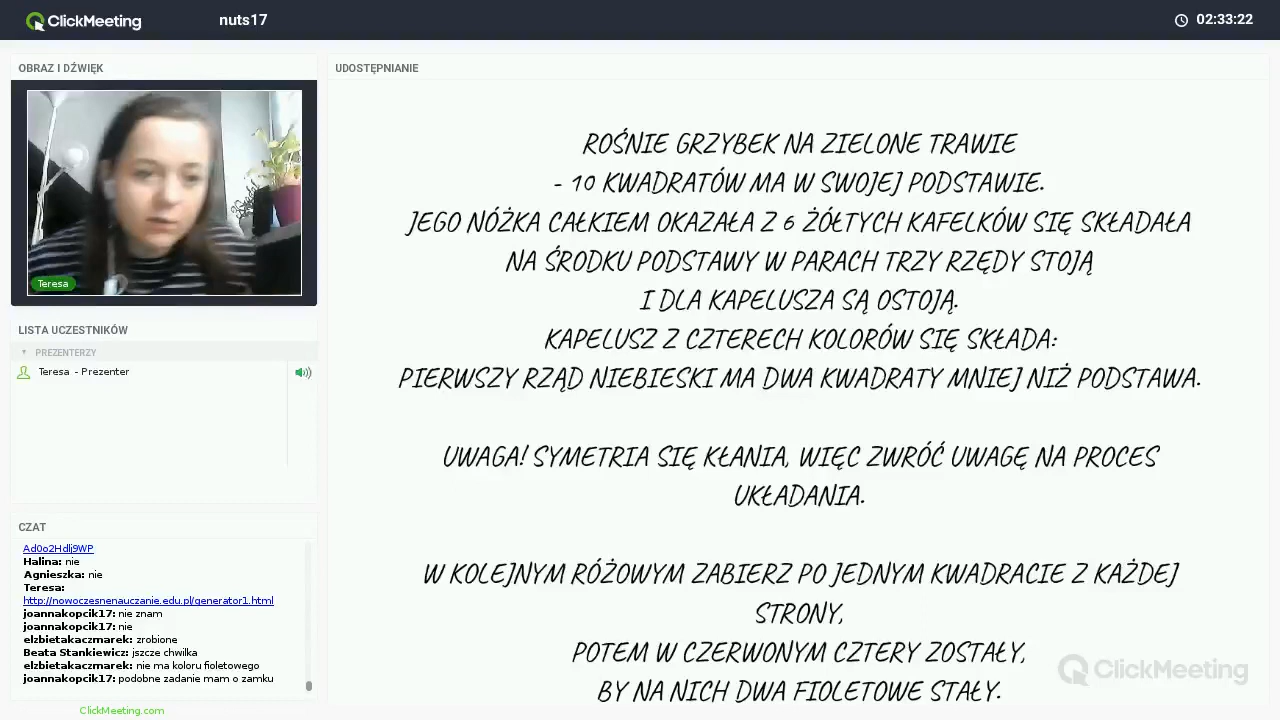 ClickMeeting
nuts17
02:33:22
OBRAZ I DŹWIĘK
Teresa
LISTA UCZESTNIKÓW
PREZENTERZY
Teresa - Prezenter
CZAT
Ad0o2Hdlj9WP
Halina: nie
Agnieszka: nie
Teresa:
http://nowoczesnenauczanie.edu.pl/generator1.html
joannakopcik17: nie znam
joannakopcik17: nie
elzbietakaczmarek: zrobione
Beata Stankiewicz: jszcze chwilka
elzbietakaczmarek: nie ma koloru fioletowego
joannakopcik17: podobne zadanie mam o zamku
ClickMeeting.com
UDOSTĘPNIANIE
ROŚNIE GRZYBEK NA ZIELONE TRAWIE
- 10 KWADRATÓW MA W SWOJEJ PODSTAWIE.
JEGO NÓŻKA CAŁKIEM OKAZAŁA Z 6 ŻÓŁTYCH KAFELKÓW SIĘ SKŁADAŁA
NA ŚRODKU PODSTAWY W PARACH TRZY RZĘDY STOJĄ
I DLA KAPELUSZA SĄ OSTOJĄ.
KAPELUSZ Z CZTERECH KOLORÓW SIĘ SKŁADA:
PIERWSZY RZĄD NIEBIESKI MA DWA KWADRATY MNIEJ NIŻ PODSTAWA.
UWAGA! SYMETRIA SIĘ KŁANIA, WIĘC ZWRÓĆ UWAGĘ NA PROCES
UKŁADANIA.
W KOLEJNYM RÓŻOWYM ZABIERZ PO JEDNYM KWADRACIE Z KAŻDEJ
STRONY,
POTEM W CZERWONYM CZTERY ZOSTAŁY,
BY NA NICH DWA FIOLETOWE STAŁY.
ClickMeeting